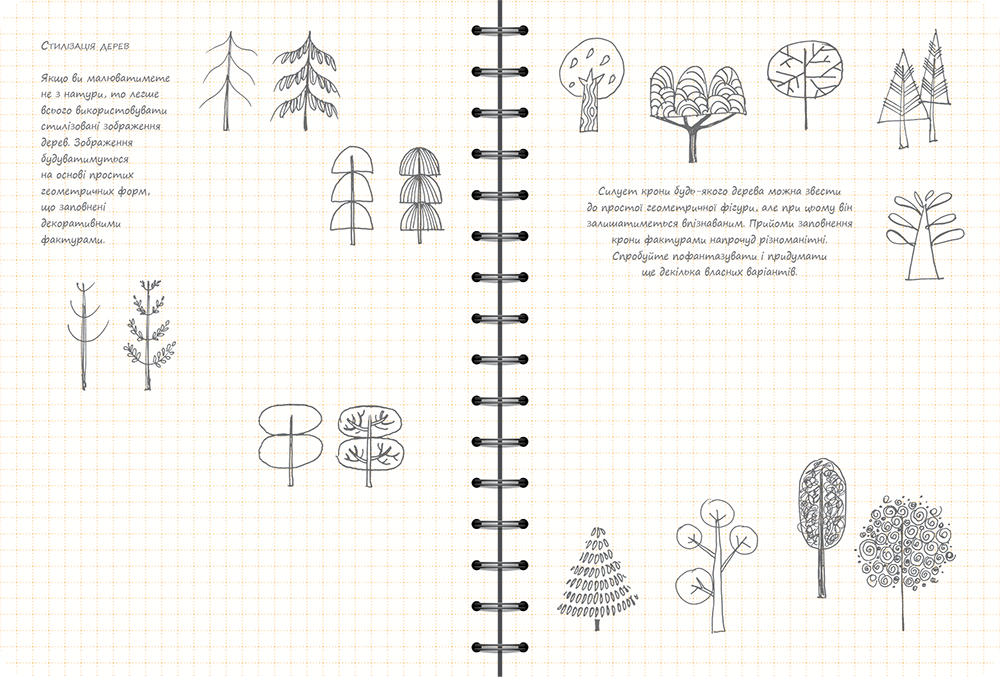 Стилізація дерев
Якщо ви малюватимете
не з натури, то легше
всього використовувати
стилізовані зображення
дерев. Зображення
будуватимуться
на основі простих
геометричних форм,
що заповнені
декоративними
фактурами.
Силует крони будь-якого дерева можна звести
до простої геометричної фігури, але при цьому він
залишатиметься впізнаваним. Прийоми заповнення
крони фактурами напрочуд різноманітні.
Спробуйте пофантазувати і придумати
ще декілька власних варіантів.